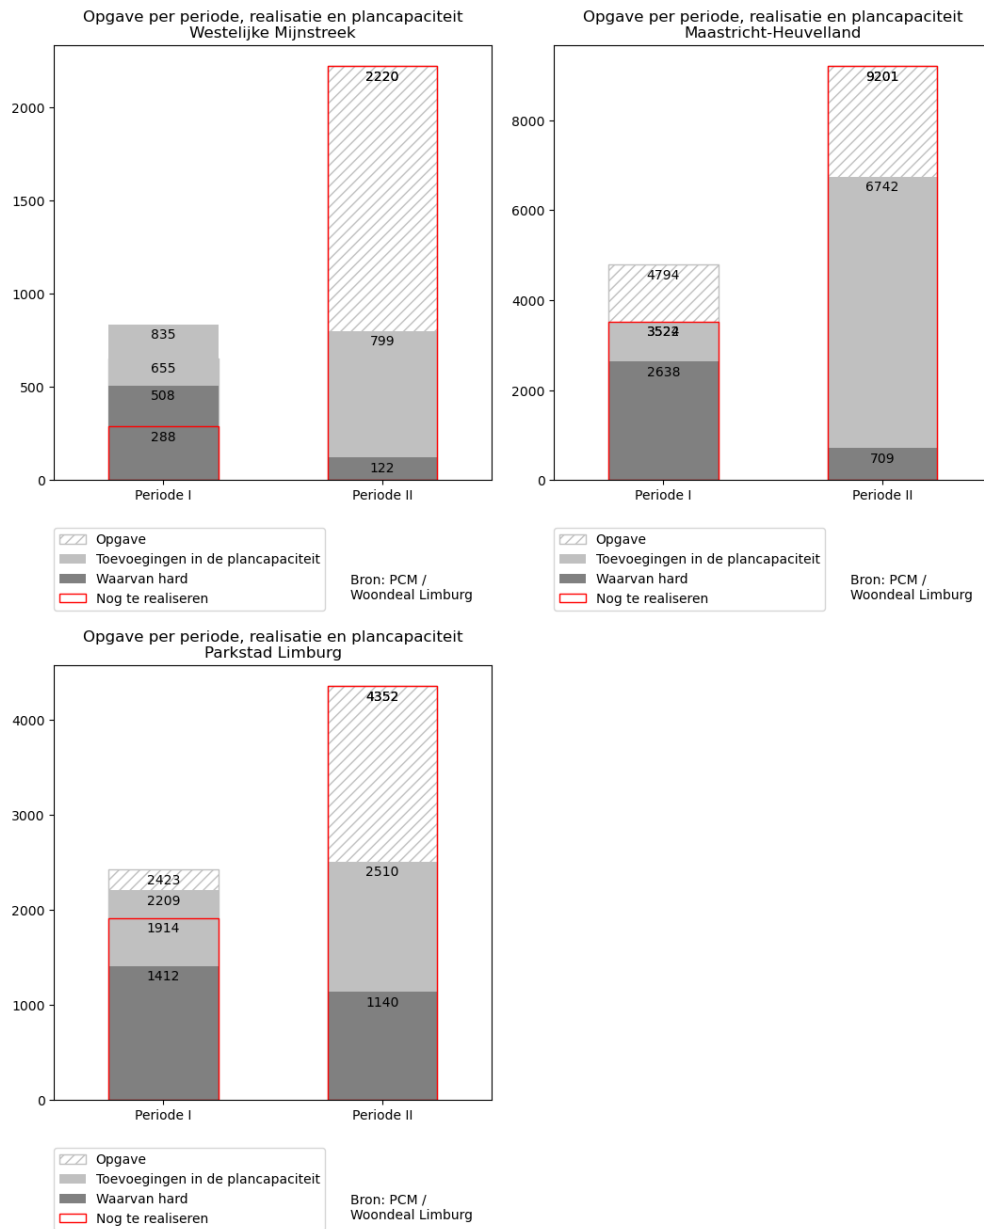 Opgave per periode, realisatie en plancapaciteit
Westelijke Mijnstreek
2000
1500
1000
500
0
835
655
508
288
2220
799
122
Periode I
Periode II
Opgave
Toevoegingen in de plancapaciteit
Waarvan hard
Nog te realiseren
Bron: PCM /
Woondeal Limburg
Opgave per periode, realisatie en plancapaciteit
Maastricht-Heuvelland
8000
6000
4000
2000
0
4794
2638
9201
6742
709
Periode I
Periode II
Opgave
Toevoegingen in de plancapaciteit
Waarvan hard
Nog te realiseren
Bron: PCM /
Woondeal Limburg
Opgave per periode, realisatie en plancapaciteit
Parkstad Limburg
4000
3000
2000
1000
0
2423
2209
1914
1412
4352
2510
1140
Periode I
Periode II
Opgave
Toevoegingen in de plancapaciteit
Waarvan hard
Nog te realiseren
Bron: PCM /
Woondeal Limburg